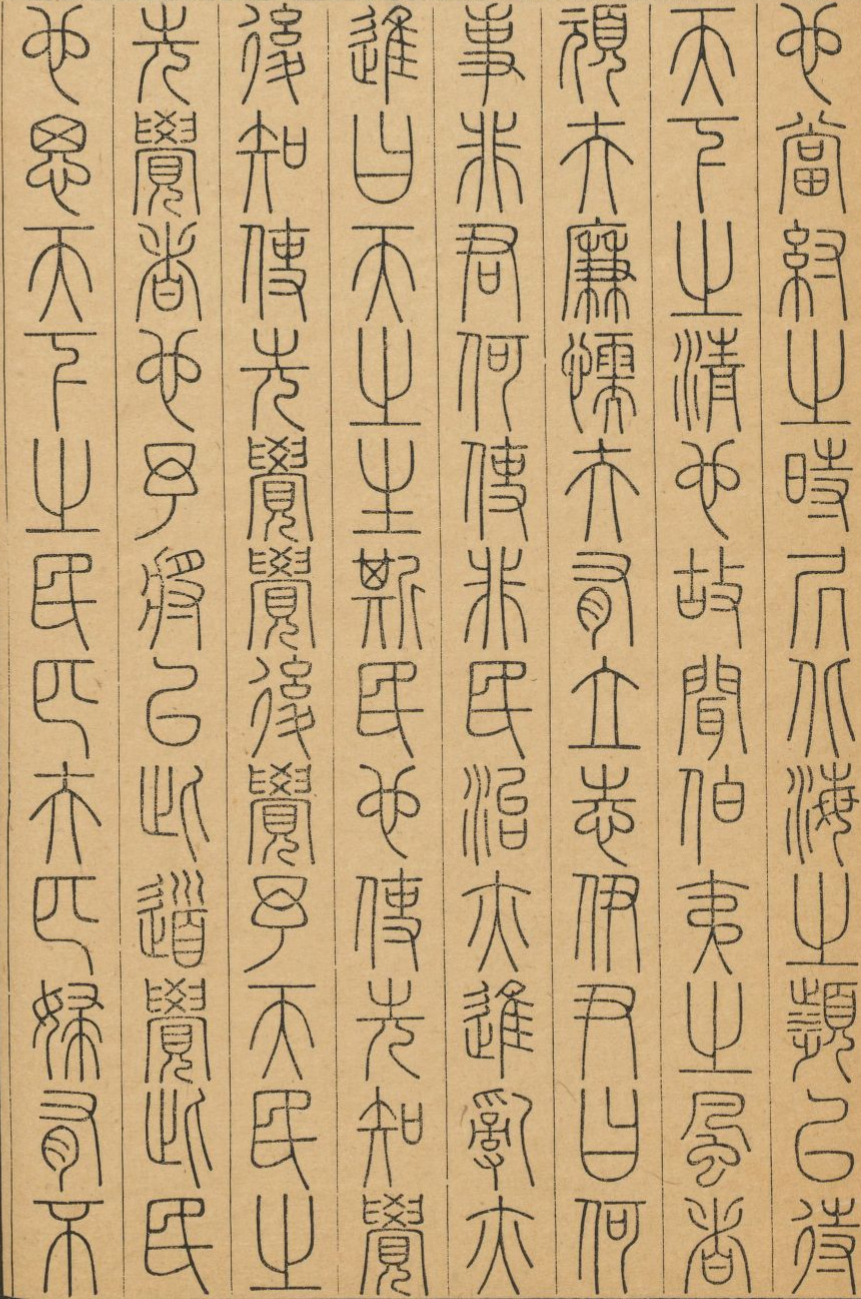 也當紂之時居北海之濱以待
天下之清也故聞伯夷之風者
頑夫廉懦夫有立志伊尹曰何
事非君何使非民治亦進亂亦
進曰天之生斯民也使先知覺
後知使先覺覺後覺予天民之
先覺者也予將以此道覺此民
也思天下之民匹夫匹婦有不